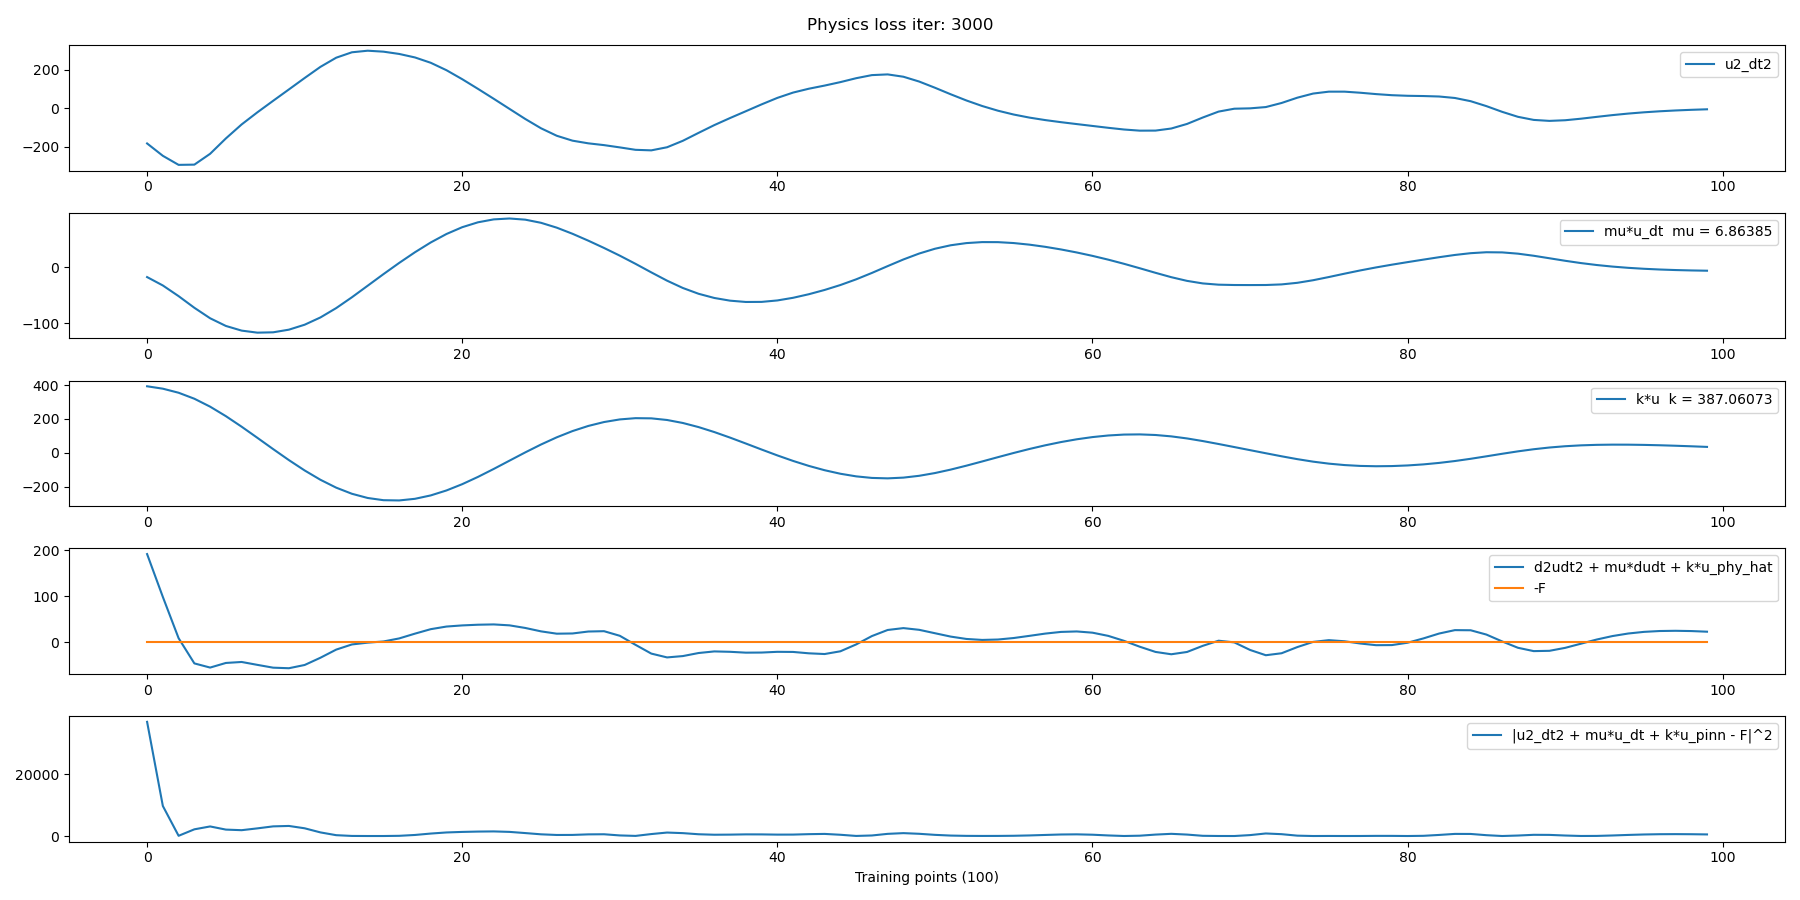 Physics loss iter: 3000
200
0
−200
u2_dt2
0 20 40 60 80 100
0
−100
mu*u_dt  mu = 6.86385
0 20 40 60 80 100
400
200
0
−200
k*u  k = 387.06073
0 20 40 60 80 100
200
100
0
d2udt2 + mu*dudt + k*u_phy_hat
-F
0 20 40 60 80 100
20000
0
|u2_dt2 + mu*u_dt + k*u_pinn - F|^2
0 20 40 60 80 100
Training points (100)